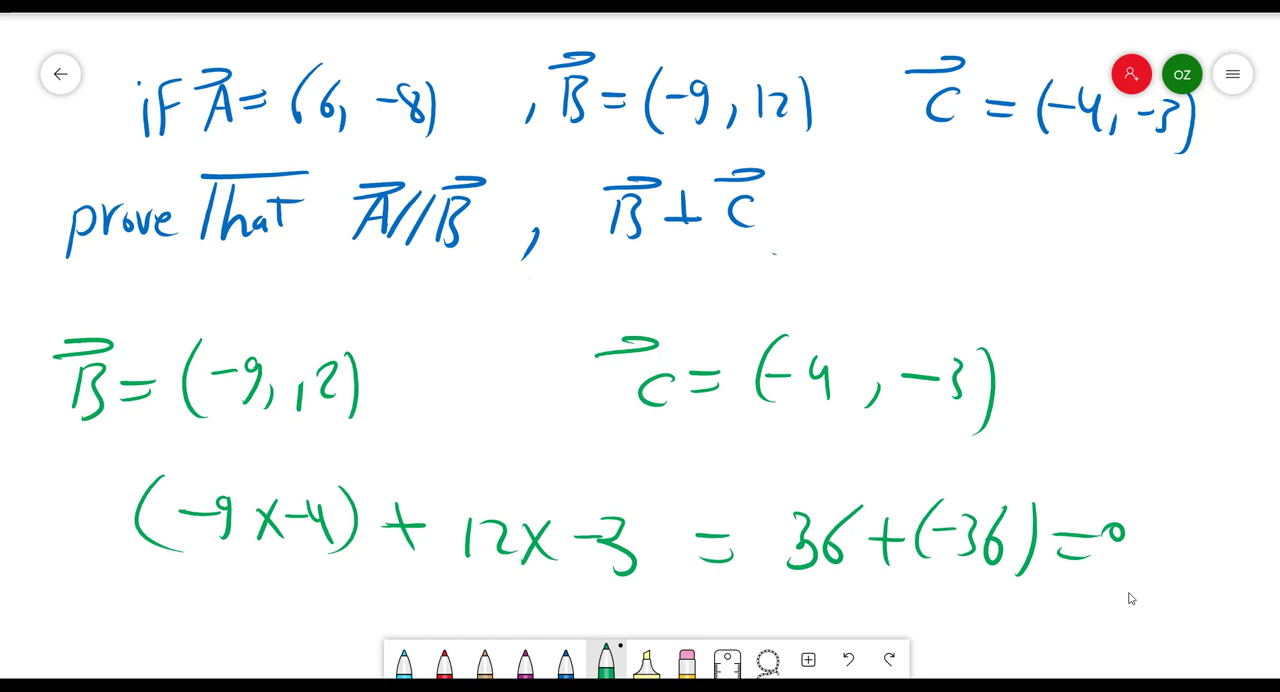 if A = (6, -8) , B = (-9, 12) C = (-4, -3)
OZ
prove that A // B , B ⊥ C
B = (-9, 12) C = (-4, -3)
(-9 x -4) + 12 x -3 = 36 + (-36) = 0